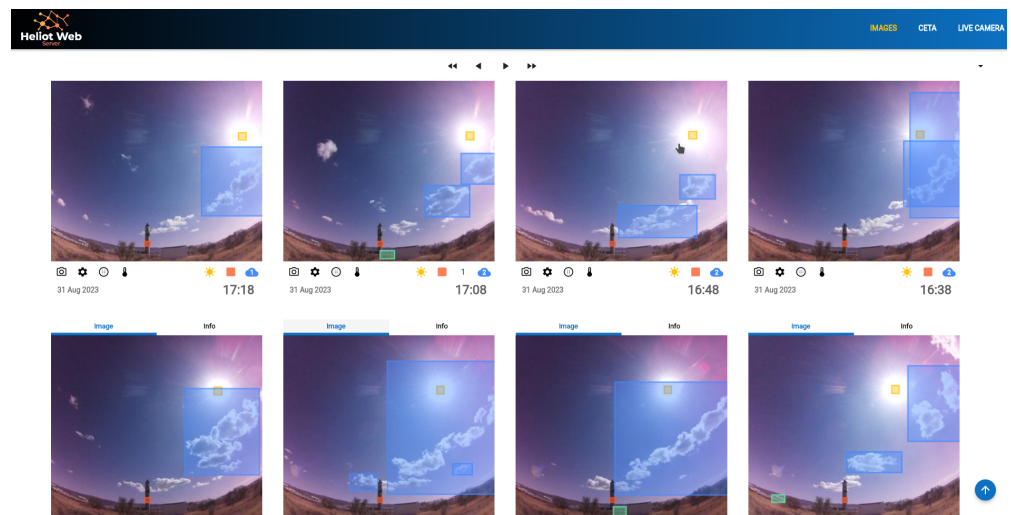 Heliot Web
Server
IMAGES CETA LIVE CAMERA
1 1 2 2 2
31 Aug 2023 17:18 31 Aug 2023 17:08 31 Aug 2023 16:48 31 Aug 2023 16:38
Image Info Image Info Image Info Image Info